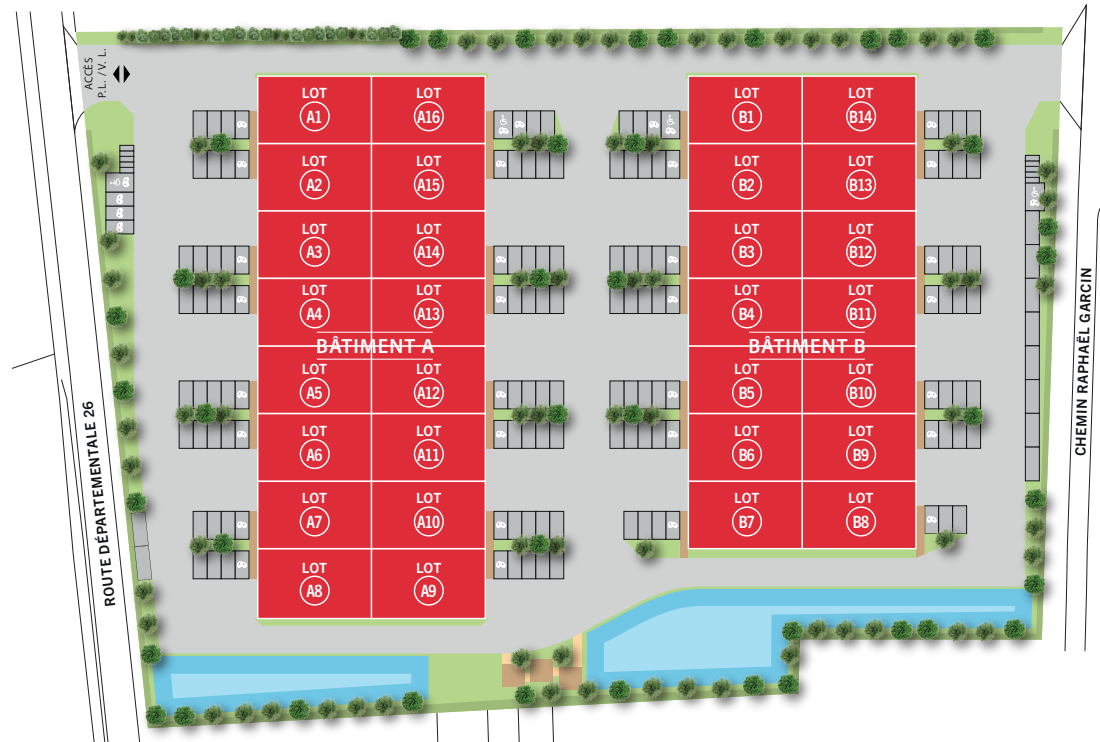 ACCÈS
P.L. / V. L.
LOT
A1
LOT
A16
LOT
A2
LOT
A15
LOT
A3
LOT
A14
LOT
A4
LOT
A13
BÂTIMENT A
LOT
A5
LOT
A12
LOT
A6
LOT
A11
LOT
A7
LOT
A10
LOT
A8
LOT
A9
LOT
B1
LOT
B14
LOT
B2
LOT
B13
LOT
B3
LOT
B12
LOT
B4
LOT
B11
BÂTIMENT B
LOT
B5
LOT
B10
LOT
B6
LOT
B9
LOT
B7
LOT
B8
ROUTE DÉPARTEMENTALE 26
CHEMIN RAPHAËL GARCIN